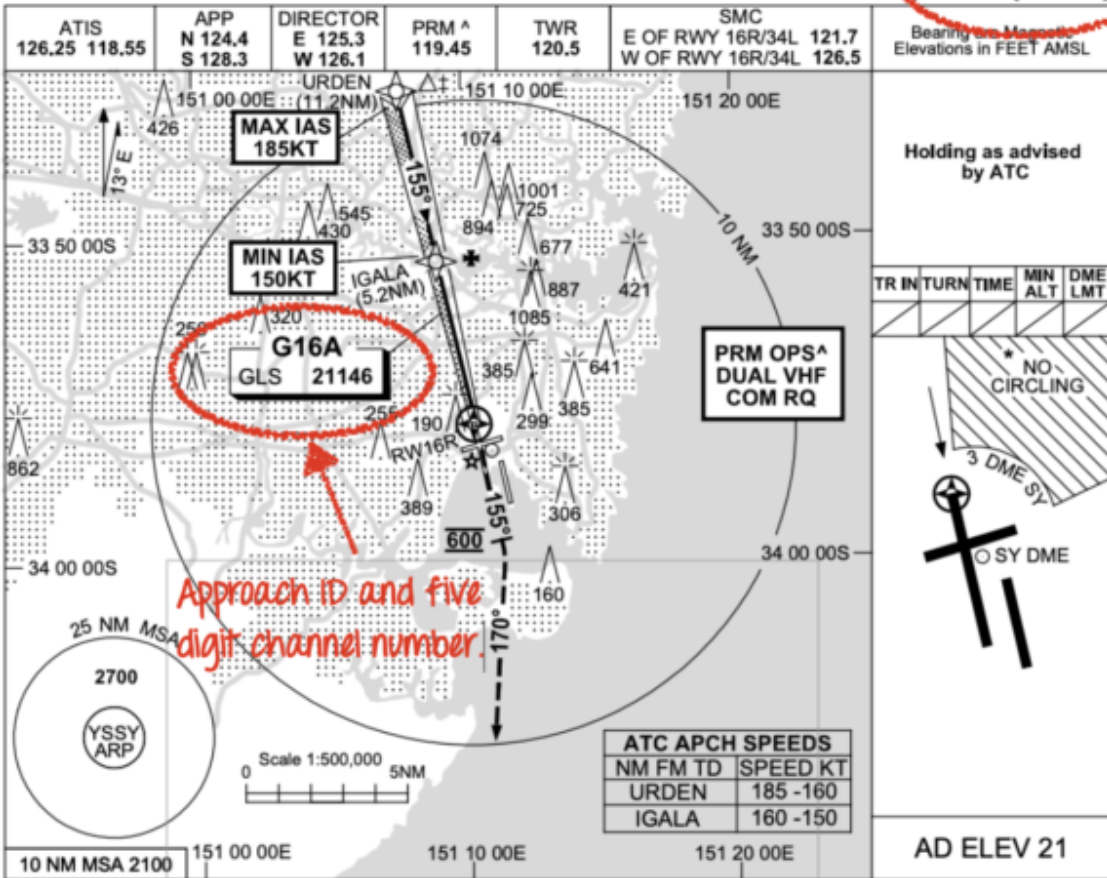 ATIS
126.25 118.55
APP
N 124.4
S 128.3
DIRECTOR
E 125.3
W 126.1
PRM ^
119.45
TWR
120.5
SMC
E OF RWY 16R/34L 121.7
W OF RWY 16R/34L 126.5
Bearing are Magnetic
Elevations in FEET AMSL
URDEN
(11.2NM)
‡
151 00 00E
151 10 00E
151 20 00E
426
MAX IAS
185KT
13° E
155°
1074
1001
725
894
545
430
677
10 NM
33 50 00S
33 50 00S
MIN IAS
150KT
IGALA
(5.2NM)
887
421
1085
320
G16A
GLS 21146
385
641
385
299
190
RW16R
862
389
306
155°
600
160
170°
34 00 00S
34 00 00S
PRM OPS^
DUAL VHF
COM RQ
Approach ID and five
digit channel number.
25 NM MSA
2700
YSSY
ARP
Scale 1:500,000
0 5NM
ATC APCH SPEEDS
NM FM TD SPEED KT
URDEN 185 -160
IGALA 160 -150
10 NM MSA 2100
151 00 00E
151 10 00E
151 20 00E
Holding as advised
by ATC
TR IN TURN TIME MIN ALT DME LMT
* NO
CIRCLING
3 DME SY
SY DME
AD ELEV 21